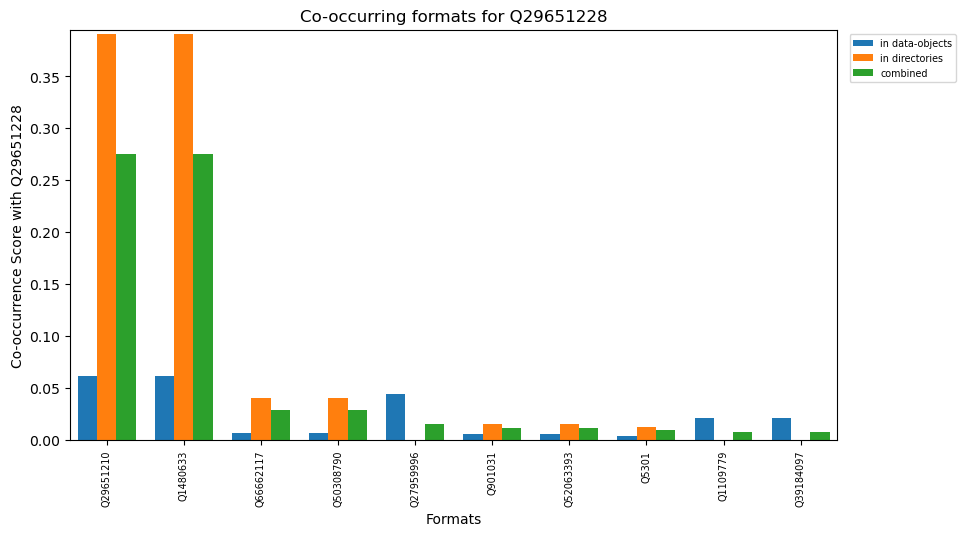 Co-occurring formats for Q29651228
in data-objects
in directories
combined
Co-occurrence Score with Q29651228
0.35
0.30
0.25
0.20
0.15
0.10
0.05
0.00
Q29651210
Q1480633
Q66662117
Q50308790
Q27959996
Q901031
Q52063393
Q5301
Q1109779
Q39184097
Formats